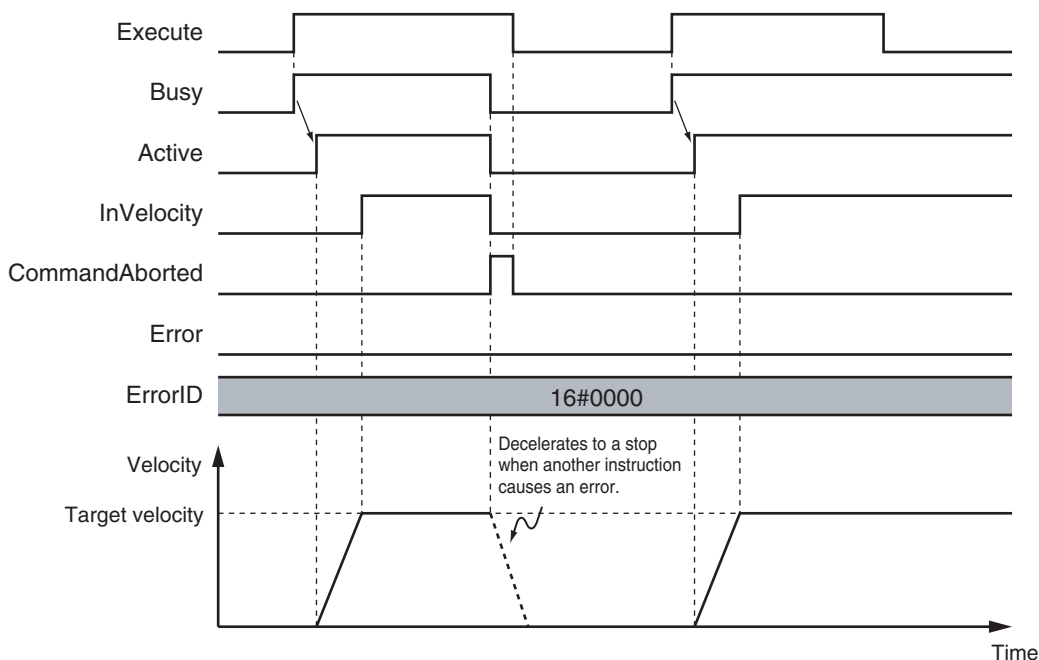 Execute
Busy
Active
InVelocity
CommandAborted
Error
ErrorID
16#0000
Decelerates to a stop
when another instruction
causes an error.
Velocity
Target velocity
Time